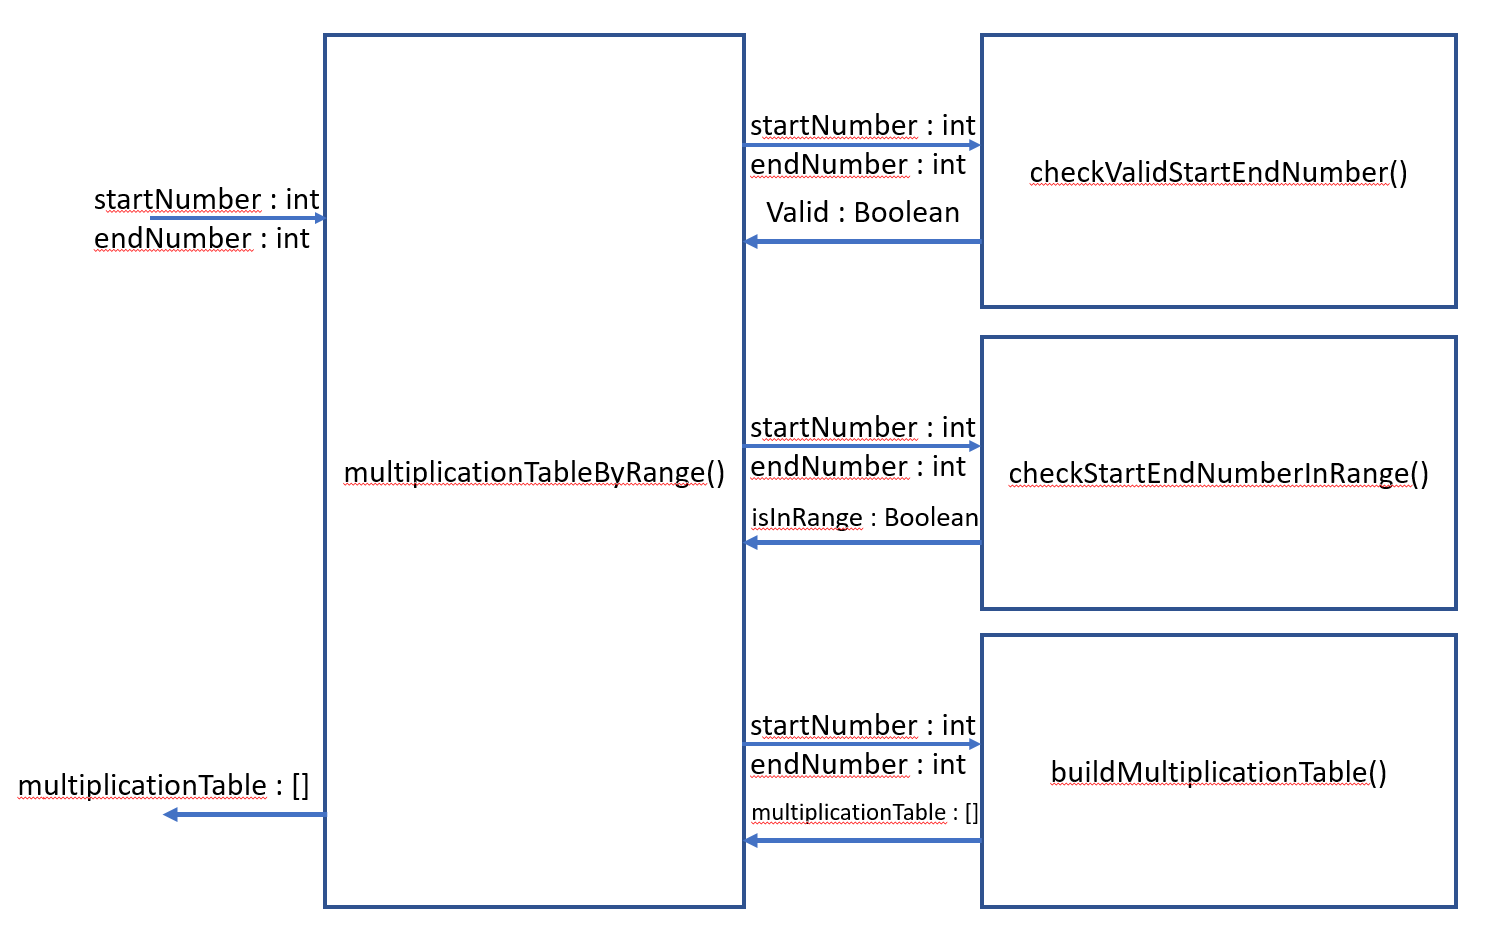 startNumber : int
endNumber : int
multiplicationTableByRange()
multiplicationTable : []
startNumber : int
endNumber : int
Valid : Boolean
checkValidStartEndNumber()
startNumber : int
endNumber : int
isInRange : Boolean
checkStartEndNumberInRange()
startNumber : int
endNumber : int
multiplicationTable : []
buildMultiplicationTable()